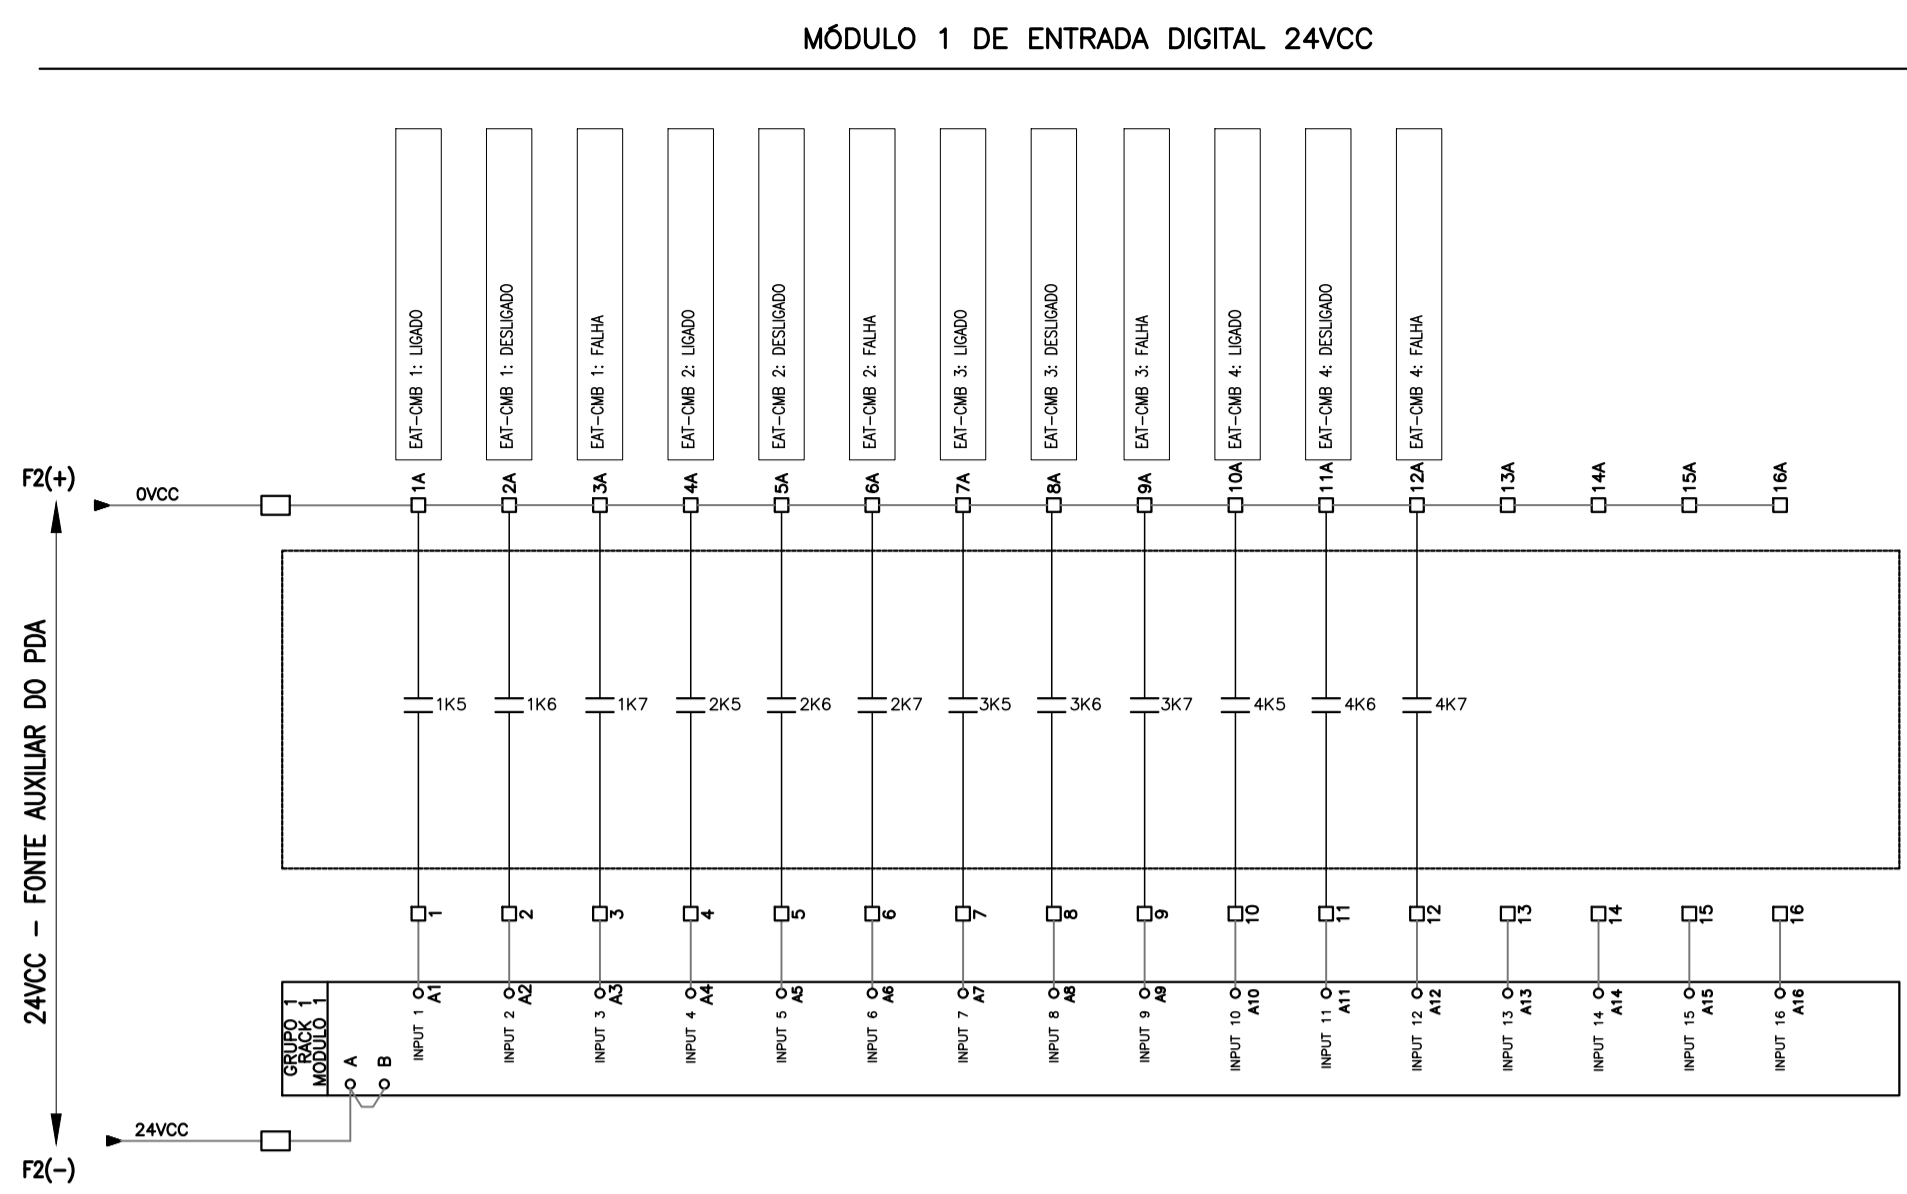 MÓDULO 1 DE ENTRADA DIGITAL 24VCC
EAT-CMB 1: LIGADO
EAT-CMB 1: DESLIGADO
EAT-CMB 1: FALHA
EAT-CMB 2: LIGADO
EAT-CMB 2: DESLIGADO
EAT-CMB 2: FALHA
EAT-CMB 3: LIGADO
EAT-CMB 3: DESLIGADO
EAT-CMB 3: FALHA
EAT-CMB 4: LIGADO
EAT-CMB 4: DESLIGADO
EAT-CMB 4: FALHA
F2(+)
0VCC
1A
2A
3A
4A
5A
6A
7A
8A
9A
10A
11A
12A
13A
14A
15A
16A
24VCC - FONTE AUXILIAR DO PDA
1K5
1K6
1K7
2K5
2K6
2K7
3K5
3K6
3K7
4K5
4K6
4K7
1
2
3
4
5
6
7
8
9
10
11
12
13
14
15
16
GRUPO 1
RACK 1
MODULO 1
A
B
INPUT 1
A1
INPUT 2
A2
INPUT 3
A3
INPUT 4
A4
INPUT 5
A5
INPUT 6
A6
INPUT 7
A7
INPUT 8
A8
INPUT 9
A9
INPUT 10
A10
INPUT 11
A11
INPUT 12
A12
INPUT 13
A13
INPUT 14
A14
INPUT 15
A15
INPUT 16
A16
24VCC
F2(-)